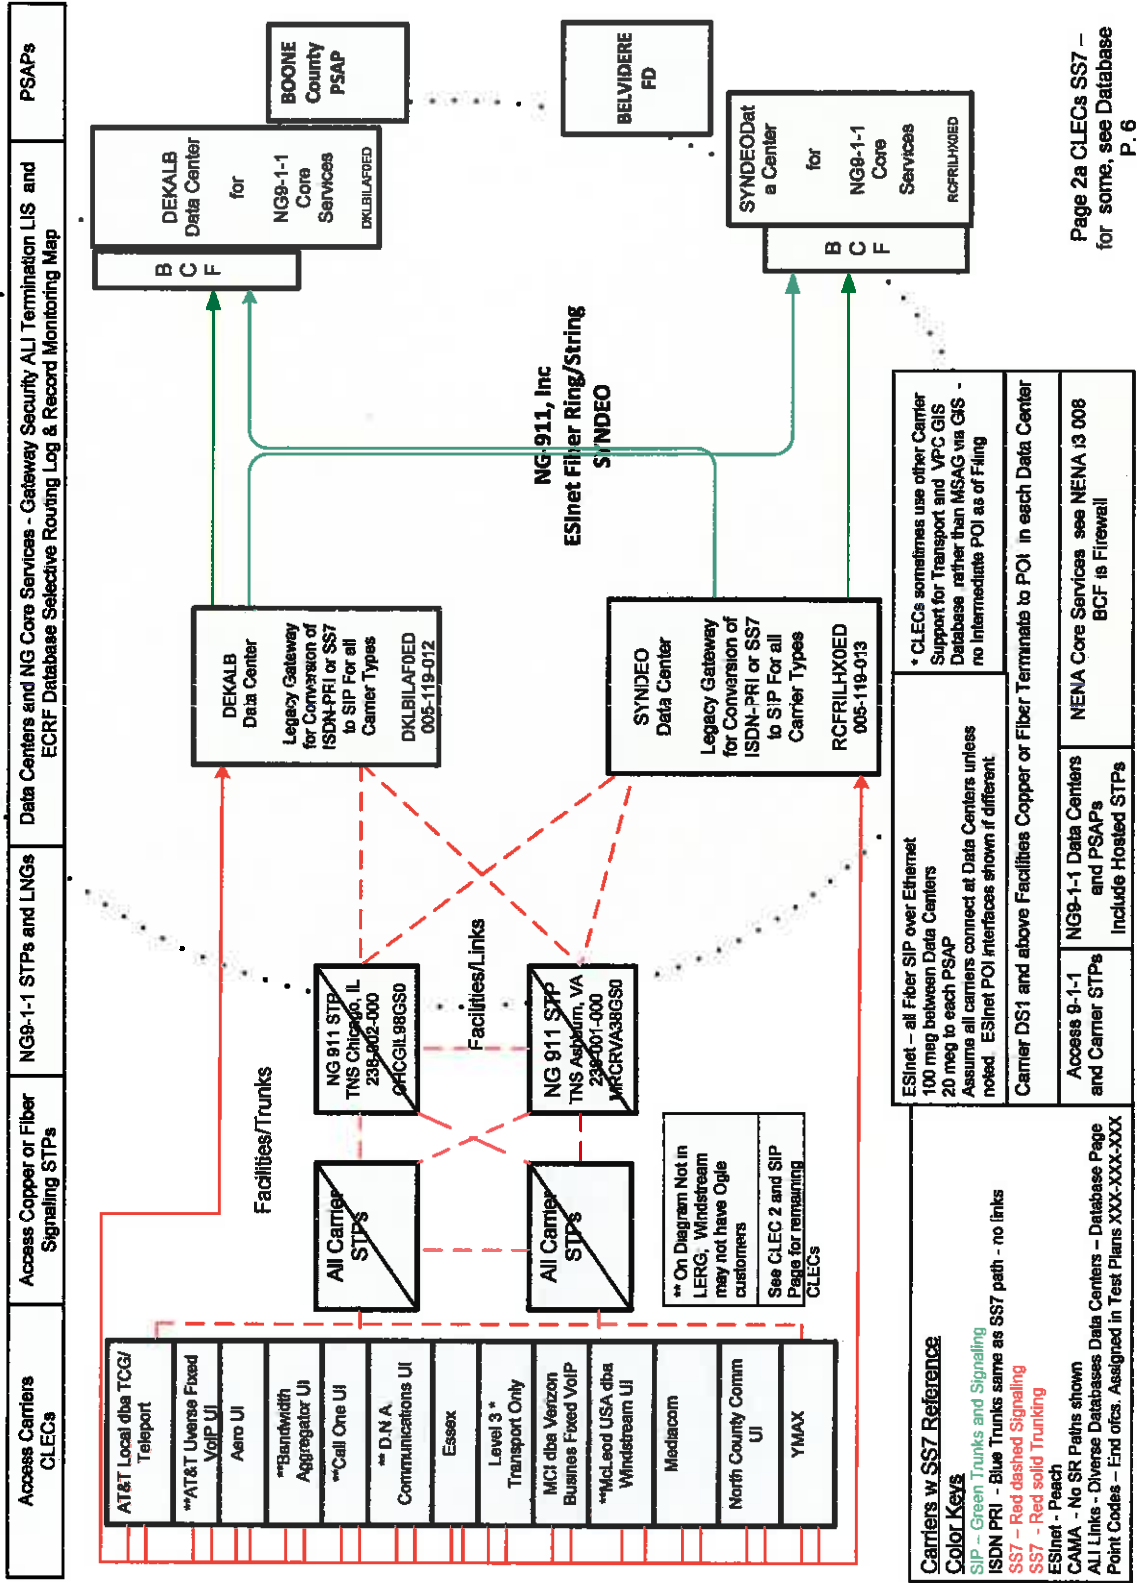 Access Carriers
CLECs
Access Copper or Fiber
Signaling STPs
NG9-1-1 STPs and LNGs
Data Centers and NG Core Services - Gateway Security ALI Termination LIS and
ECRF Database Selective Routing Log & Record Monitoring Map
PSAPs
AT&T Local dba TCG/
Teleport
**AT&T Uverse Fixed
VoIP UI
Aero UI
**Bandwidth
Aggregator UI
**Call One UI
** D.N.A.
Communications UI
Essex
Level 3 *
Transport Only
MCI dba Verizon
Busines Fixed VoIP
**McLeod USA dba
Windstream UI
Mediacom
North County Comm
UI
YMAX
Facilities/Trunks
All Carrier
STPs
All Carrier
STPs
NG 911 STP
TNS Chicago, IL
238-002-000
CHCGIL98GS0
Facilities/Links
NG 911 STP
TNS Ashburn, VA
238-001-000
MRCRVA38GS0
** On Diagram Not in
LERG, Windstream
may not have Ogle
customers
See CLEC 2 and SIP
Page for remaining
CLECs
DEKALB
Data Center
Legacy Gateway
for Conversion of
ISDN-PRI or SS7
to SIP For all
Carrier Types
DKLBILAF0ED
005-119-012
SYNDEO
Data Center
Legacy Gateway
for Conversion of
ISDN-PRI or SS7
to SIP For all
Carrier Types
RCFRILHX0ED
005-119-013
NG-911, Inc
ESInet Fiber Ring/String
SYNDEO
B
C
F
DEKALB
Data Center
for
NG9-1-1
Core
Services
DKLBILAF0ED
BOONE
County
PSAP
BELVIDERE
FD
B
C
F
SYNDEODat
a Center
for
NG9-1-1
Core
Services
RCFRILHX0ED
Carriers w SS7 Reference
Color Keys
SIP – Green Trunks and Signaling
ISDN PRI - Blue Trunks same as SS7 path - no links
SS7 – Red dashed Signaling
SS7 - Red solid Trunking
ESInet - Peach
CAMA - No SR Paths shown
ALI Links - Diverse Databases Data Centers – Database Page
Point Codes – End ofcs. Assigned in Test Plans XXX-XXX-XXX
ESInet – all Fiber SIP over Ethernet
100 meg between Data Centers
20 meg to each PSAP
Assume all carriers connect at Data Centers unless
noted. ESInet POI interfaces shown if different
* CLECs sometimes use other Carrier
Support for Transport and VPC GIS
Database rather than MSAG via GIS -
no Intermediate POI as of Filing
Carrier DS1 and above Facilities Copper or Fiber Terminate to POI in each Data Center
Access 9-1-1
and Carrier STPs
NG9-1-1 Data Centers
and PSAPs
Include Hosted STPs
NENA Core Services see NENA i3 008
BCF is Firewall
Page 2a CLECs SS7 –
for some, see Database
P. 6